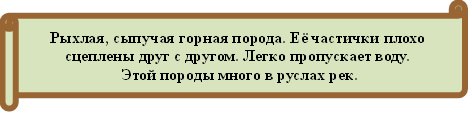 Рыхлая, сыпучая горная порода. Её частички плохо
сцеплены друг с другом. Легко пропускает воду.
Этой породы много в руслах рек.